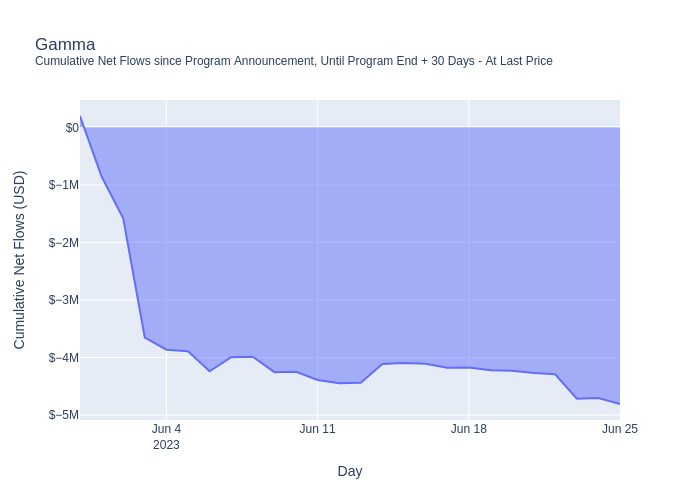 Gamma
Cumulative Net Flows since Program Announcement, Until Program End + 30 Days - At Last Price
Cumulative Net Flows (USD)
$0
$−1M
$−2M
$−3M
$−4M
$−5M
Jun 4
2023
Jun 11
Jun 18
Jun 25
Day